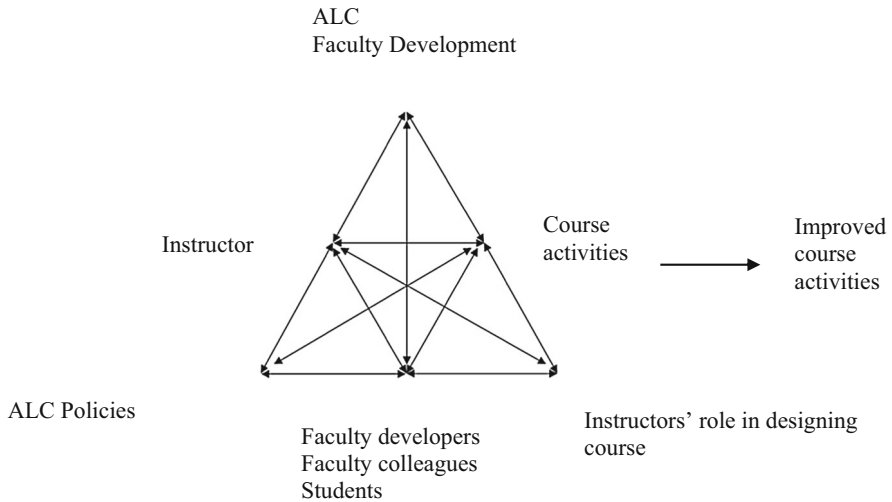 ALC
Faculty Development
Instructor
Course
activities
Improved
course
activities
ALC Policies
Faculty developers
Faculty colleagues
Students
Instructors’ role in designing
course